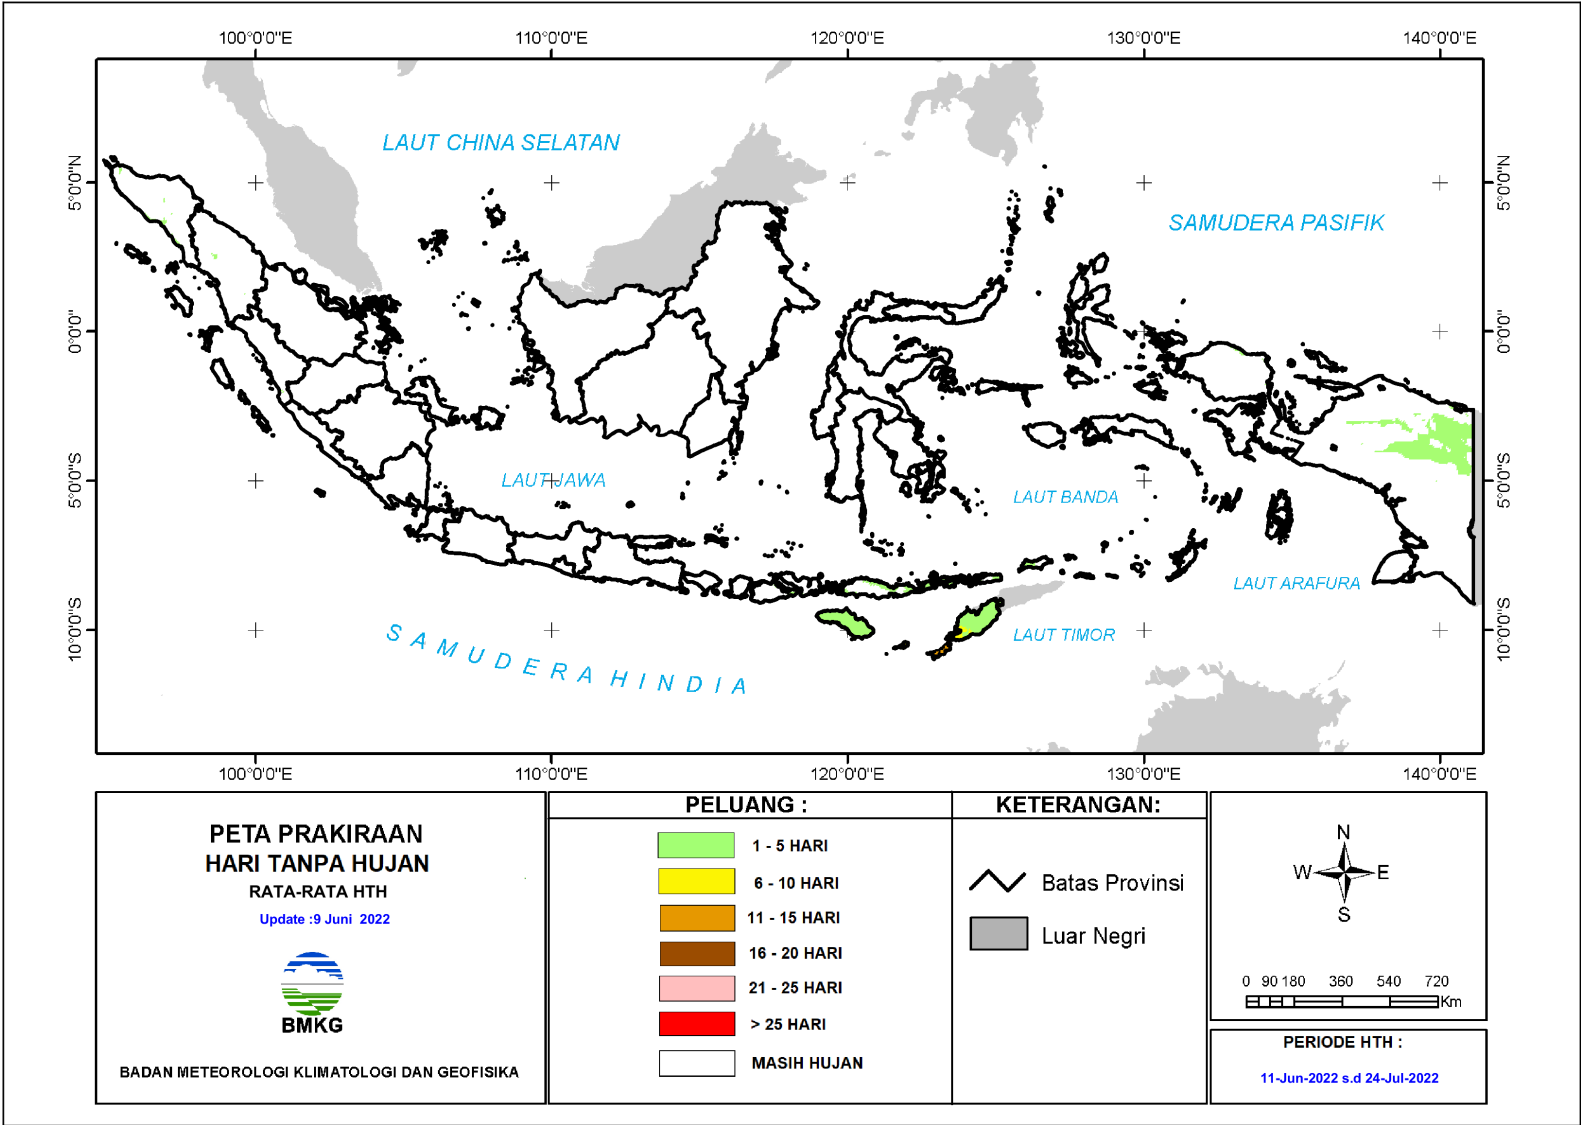 100°0'0"E 110°0'0"E 120°0'0"E 130°0'0"E 140°0'0"E
LAUT CHINA SELATAN
5°0'0"N 5°0'0"N
SAMUDERA PASIFIK
0°0'0" 0°0'0"
LAUT JAWA
LAUT BANDA
5°0'0"S 5°0'0"S
LAUT ARAFURA
LAUT TIMOR
10°0'0"S 10°0'0"S
SAMUDERA HINDIA
100°0'0"E 110°0'0"E 120°0'0"E 130°0'0"E 140°0'0"E
PETA PRAKIRAAN
HARI TANPA HUJAN
RATA-RATA HTH
Update :9 Juni 2022
BMKG
BADAN METEOROLOGI KLIMATOLOGI DAN GEOFISIKA
PELUANG :
1 - 5 HARI
6 - 10 HARI
11 - 15 HARI
16 - 20 HARI
21 - 25 HARI
> 25 HARI
MASIH HUJAN
KETERANGAN:
Batas Provinsi
Luar Negri
N
W E
S
0 90 180 360 540 720
Km
PERIODE HTH :
11-Jun-2022 s.d 24-Jul-2022